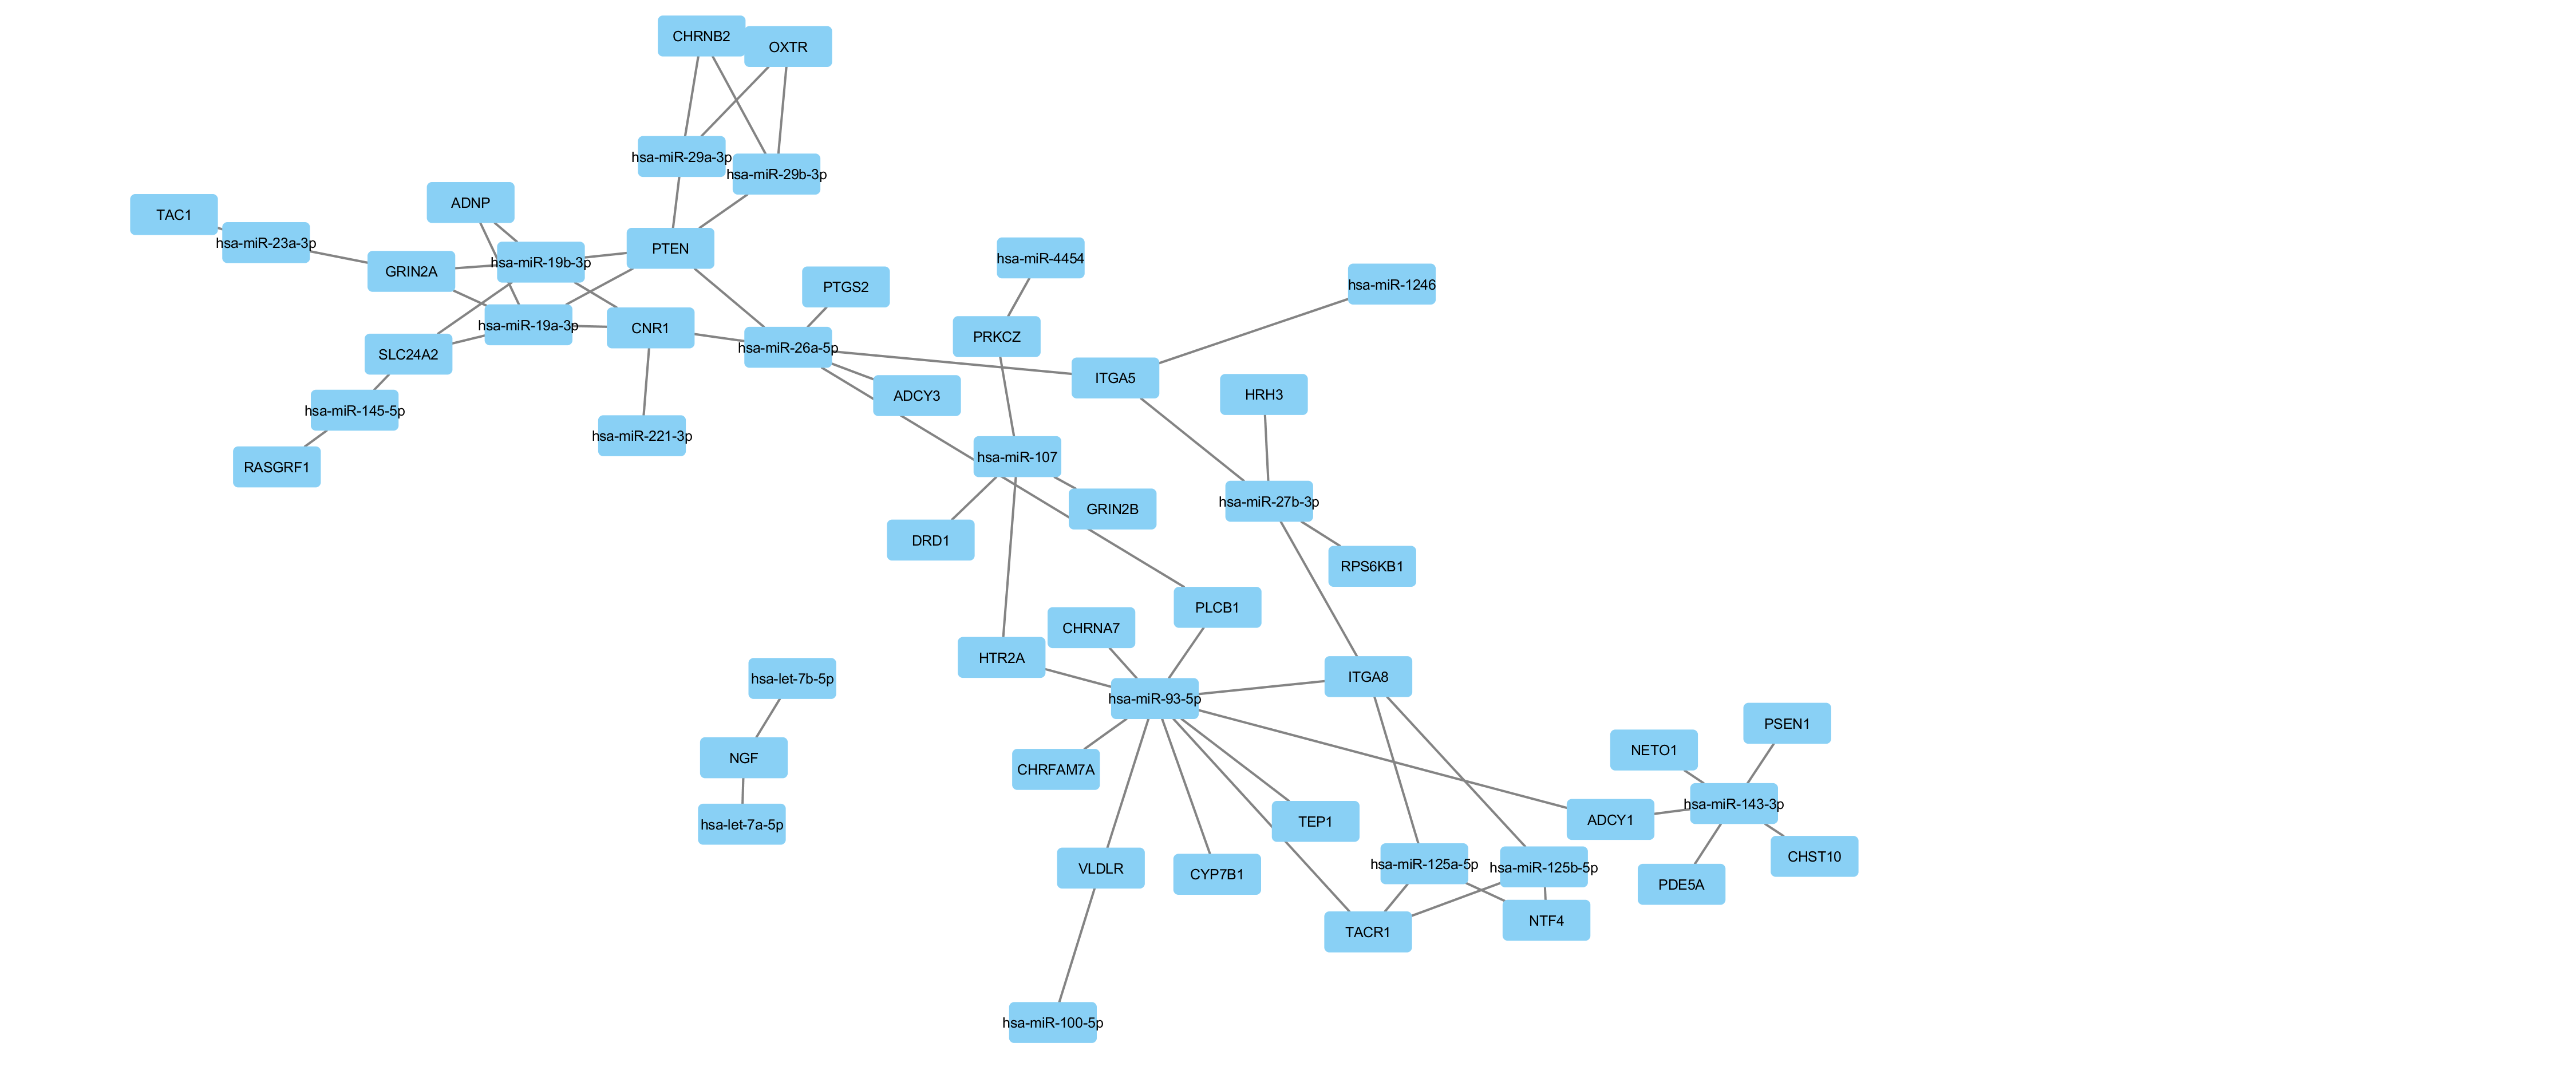 CHRNB2
OXTR
hsa-miR-29a-3p
hsa-miR-29b-3p
TAC1
ADNP
hsa-miR-23a-3p
PTEN
hsa-miR-19b-3p
GRIN2A
hsa-miR-4454
PTGS2
hsa-miR-1246
hsa-miR-19a-3p
CNR1
PRKCZ
hsa-miR-26a-5p
SLC24A2
ITGA5
ADCY3
HRH3
hsa-miR-145-5p
hsa-miR-221-3p
hsa-miR-107
RASGRF1
hsa-miR-27b-3p
GRIN2B
DRD1
RPS6KB1
PLCB1
CHRNA7
HTR2A
ITGA8
hsa-let-7b-5p
hsa-miR-93-5p
PSEN1
NETO1
NGF
CHRFAM7A
hsa-miR-143-3p
ADCY1
TEP1
hsa-let-7a-5p
CHST10
hsa-miR-125a-5p
hsa-miR-125b-5p
VLDLR
CYP7B1
PDE5A
NTF4
TACR1
hsa-miR-100-5p